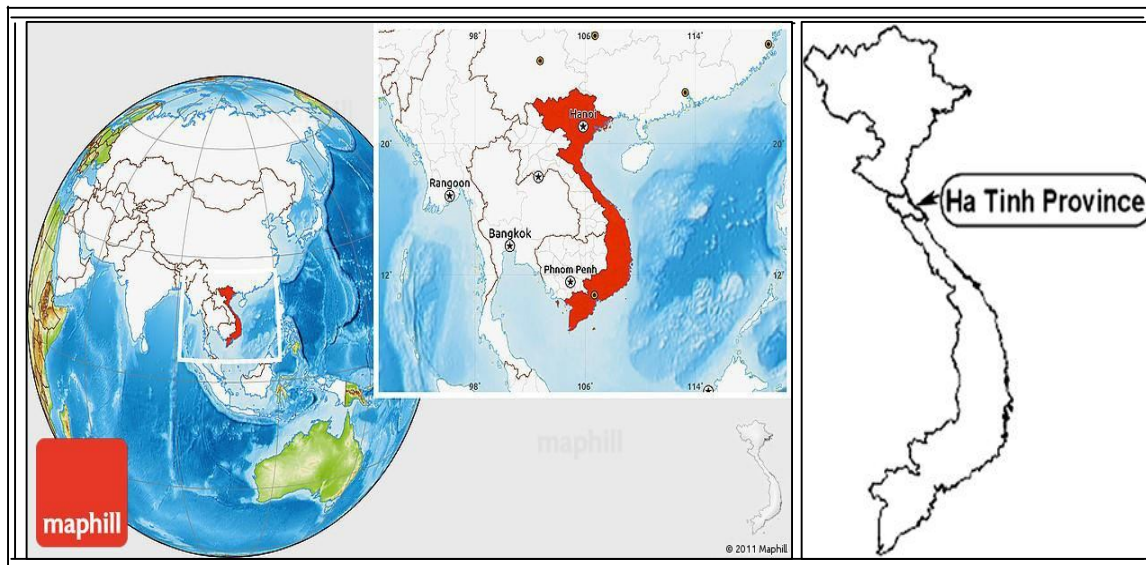 98°
106°
114°
Hanoi
20°
20°
Rangoon
Bangkok
Phnom Penh
12°
12°
98°
106°
114°
maphill
maphill
© 2011 Maphill
Ha Tinh Province